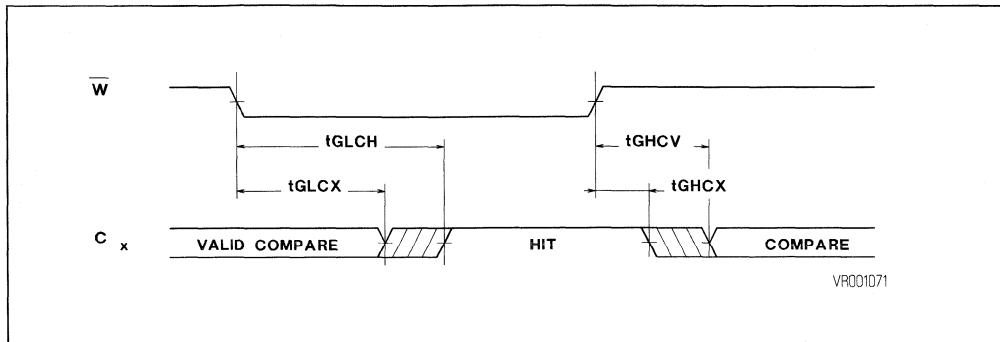 W
tGLCH
tGHCV
tGLCX
tGHCX
C x
VALID COMPARE
HIT
COMPARE
VR001071